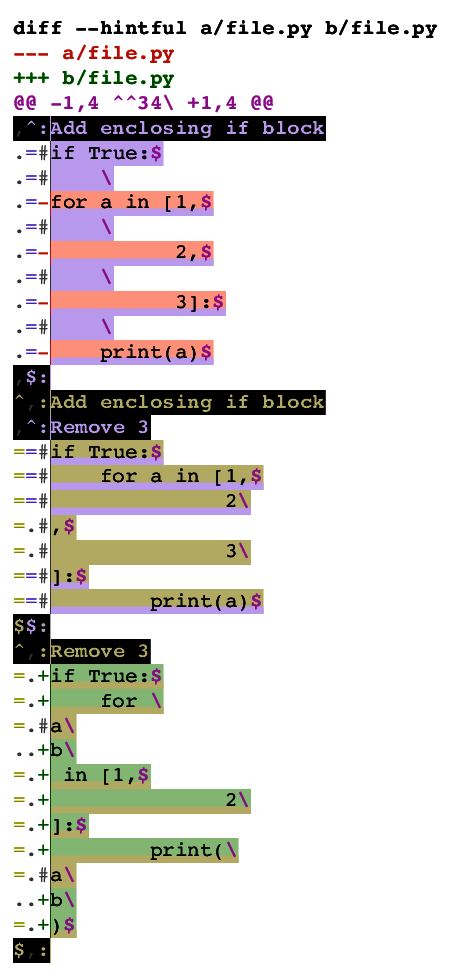 diff --hintful a/file.py b/file.py
--- a/file.py
+++ b/file.py
@@ -1,4 ^^34\ +1,4 @@
,^:Add enclosing if block
.=#if True:$
.=#    \
.=-for a in [1,$
.=#    \
.=-          2,$
.=#    \
.=-          3]:$
.=#    \
.=-    print(a)$
,$:
^,:Add enclosing if block
,^:Remove 3
==#if True:$
==#    for a in [1,$
==#              2\
=.#,$
=.#              3\
==#]:$
==#        print(a)$
$$:
^,:Remove 3
=.+if True:$
=.+    for \
=.#a\
..+b\
=.+ in [1,$
=.+              2\
=.+]:$
=.+        print(\
=.#a\
..+b\
=.+)$
$,: